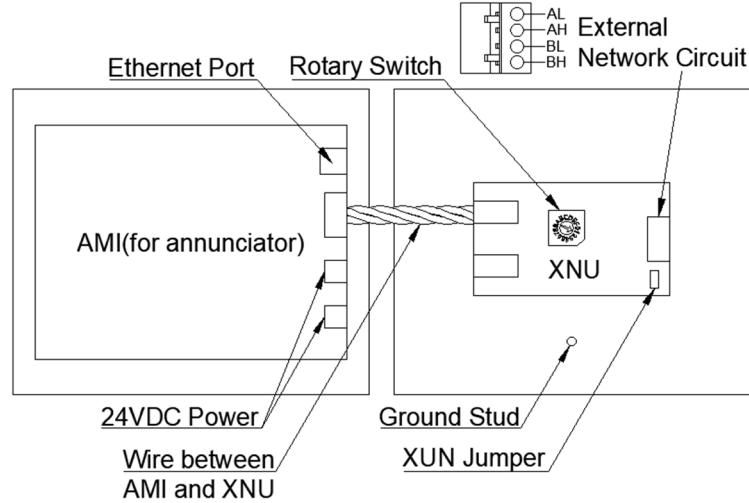 AL
AH External
BL
BH Network Circuit
Ethernet Port
Rotary Switch
AMI(for annunciator)
XNU
24VDC Power
Ground Stud
Wire between
AMI and XNU
XUN Jumper